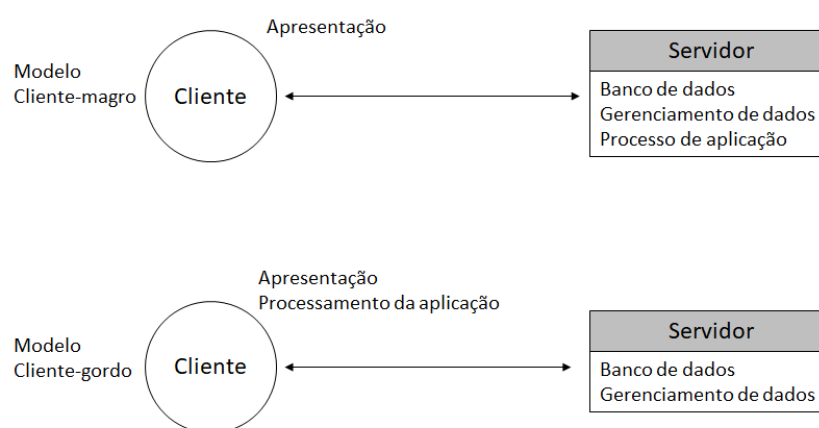 Apresentação
Modelo
Cliente-magro
Cliente
Servidor
Banco de dados
Gerenciamento de dados
Processo de aplicação
Apresentação
Processamento da aplicação
Modelo
Cliente-gordo
Cliente
Servidor
Banco de dados
Gerenciamento de dados